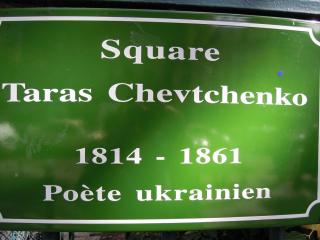 Square
Taras Chevtchenko
1814 - 1861
Poète ukrainien